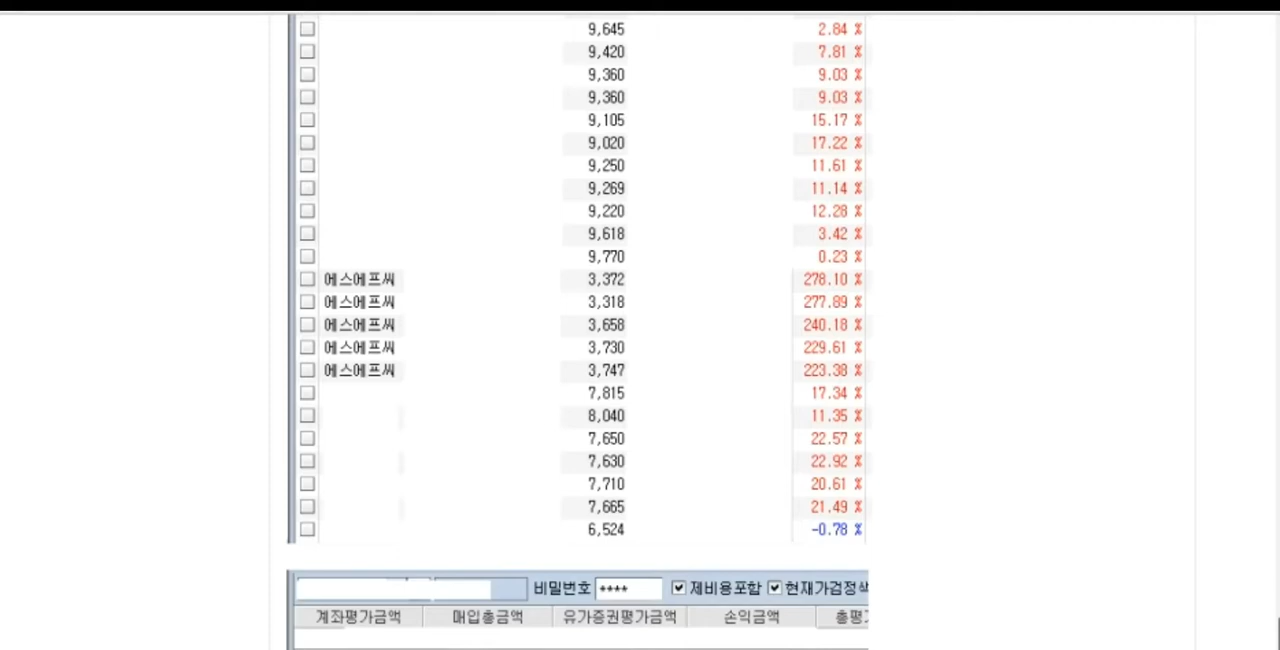 9,645 2.84 %
9,420 7.81 %
9,360 9.03 %
9,360 9.03 %
9,105 15.17 %
9,020 17.22 %
9,250 11.61 %
9,269 11.14 %
9,220 12.28 %
9,618 3.42 %
9,770 0.23 %
에스에프씨 3,372 278.10 %
에스에프씨 3,318 277.89 %
에스에프씨 3,658 240.18 %
에스에프씨 3,730 229.61 %
에스에프씨 3,747 223.38 %
7,815 17.34 %
8,040 11.35 %
7,650 22.57 %
7,630 22.92 %
7,710 20.61 %
7,665 21.49 %
6,524 -0.78 %
비밀번호 **** 제비용포함 현재가검정색
계좌평가금액 매입총금액 유가증권평가금액 손익금액 총평